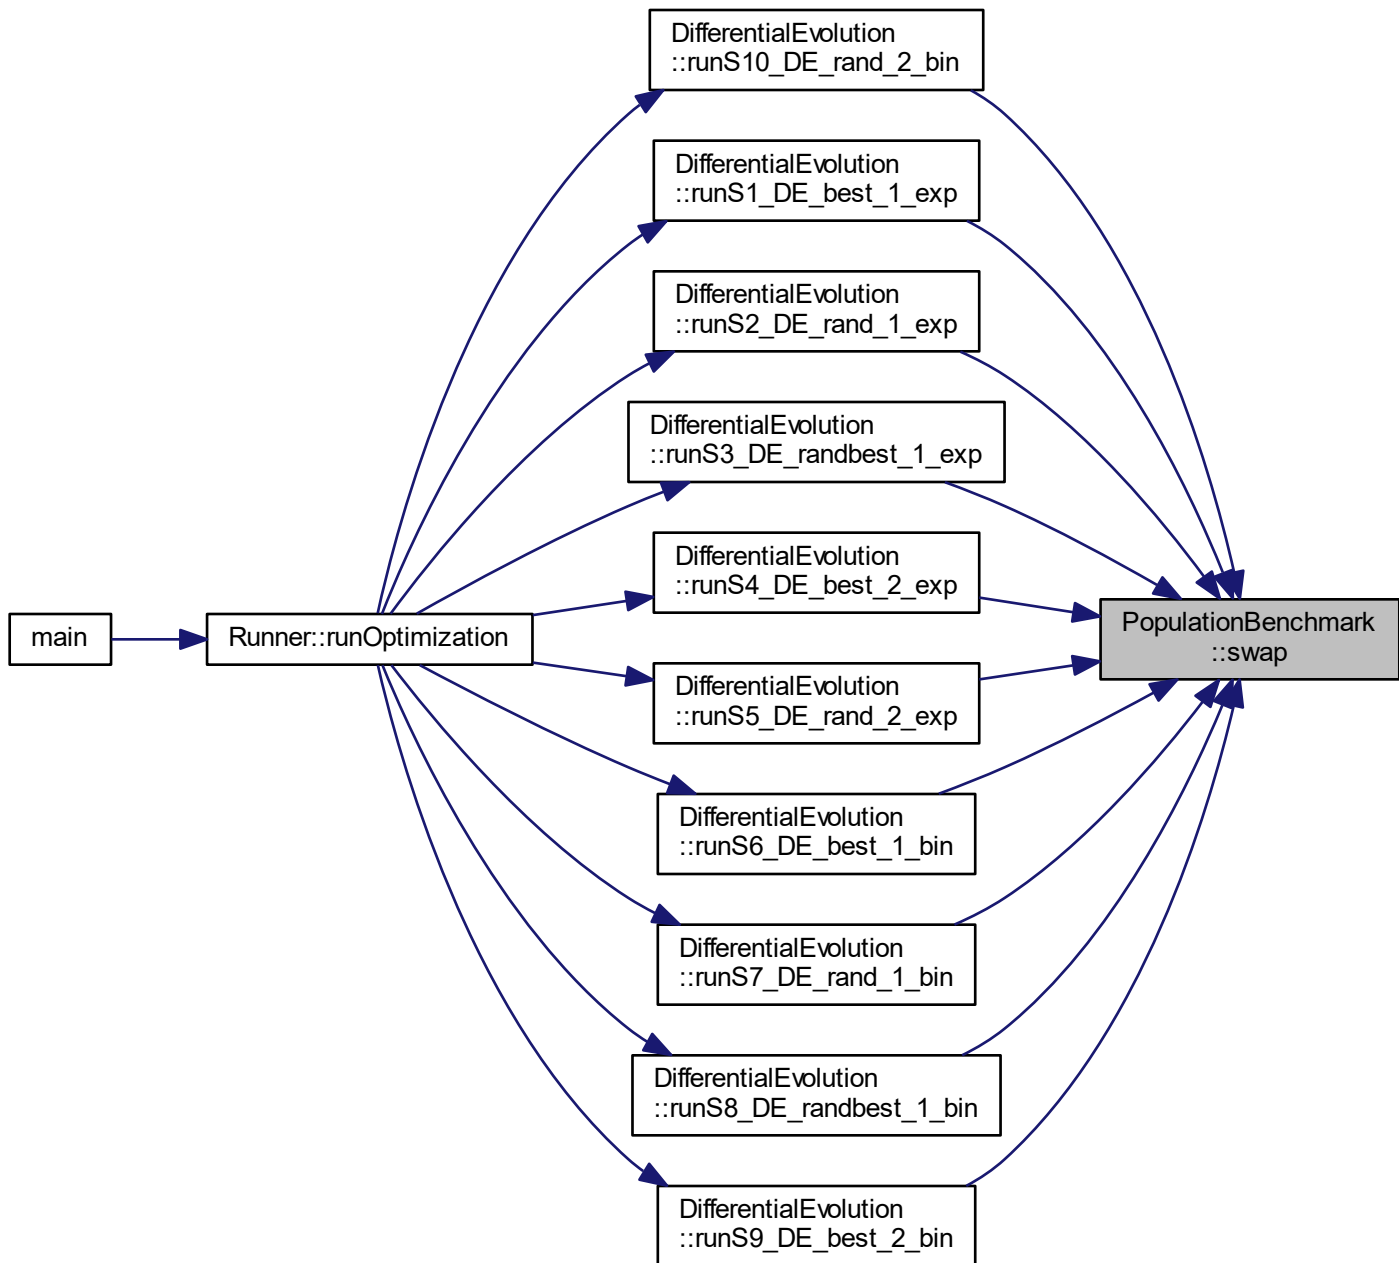 DifferentialEvolution
::runS10_DE_rand_2_bin
DifferentialEvolution
::runS1_DE_best_1_exp
DifferentialEvolution
::runS2_DE_rand_1_exp
DifferentialEvolution
::runS3_DE_randbest_1_exp
DifferentialEvolution
::runS4_DE_best_2_exp
main
Runner::runOptimization
PopulationBenchmark
::swap
DifferentialEvolution
::runS5_DE_rand_2_exp
DifferentialEvolution
::runS6_DE_best_1_bin
DifferentialEvolution
::runS7_DE_rand_1_bin
DifferentialEvolution
::runS8_DE_randbest_1_bin
DifferentialEvolution
::runS9_DE_best_2_bin